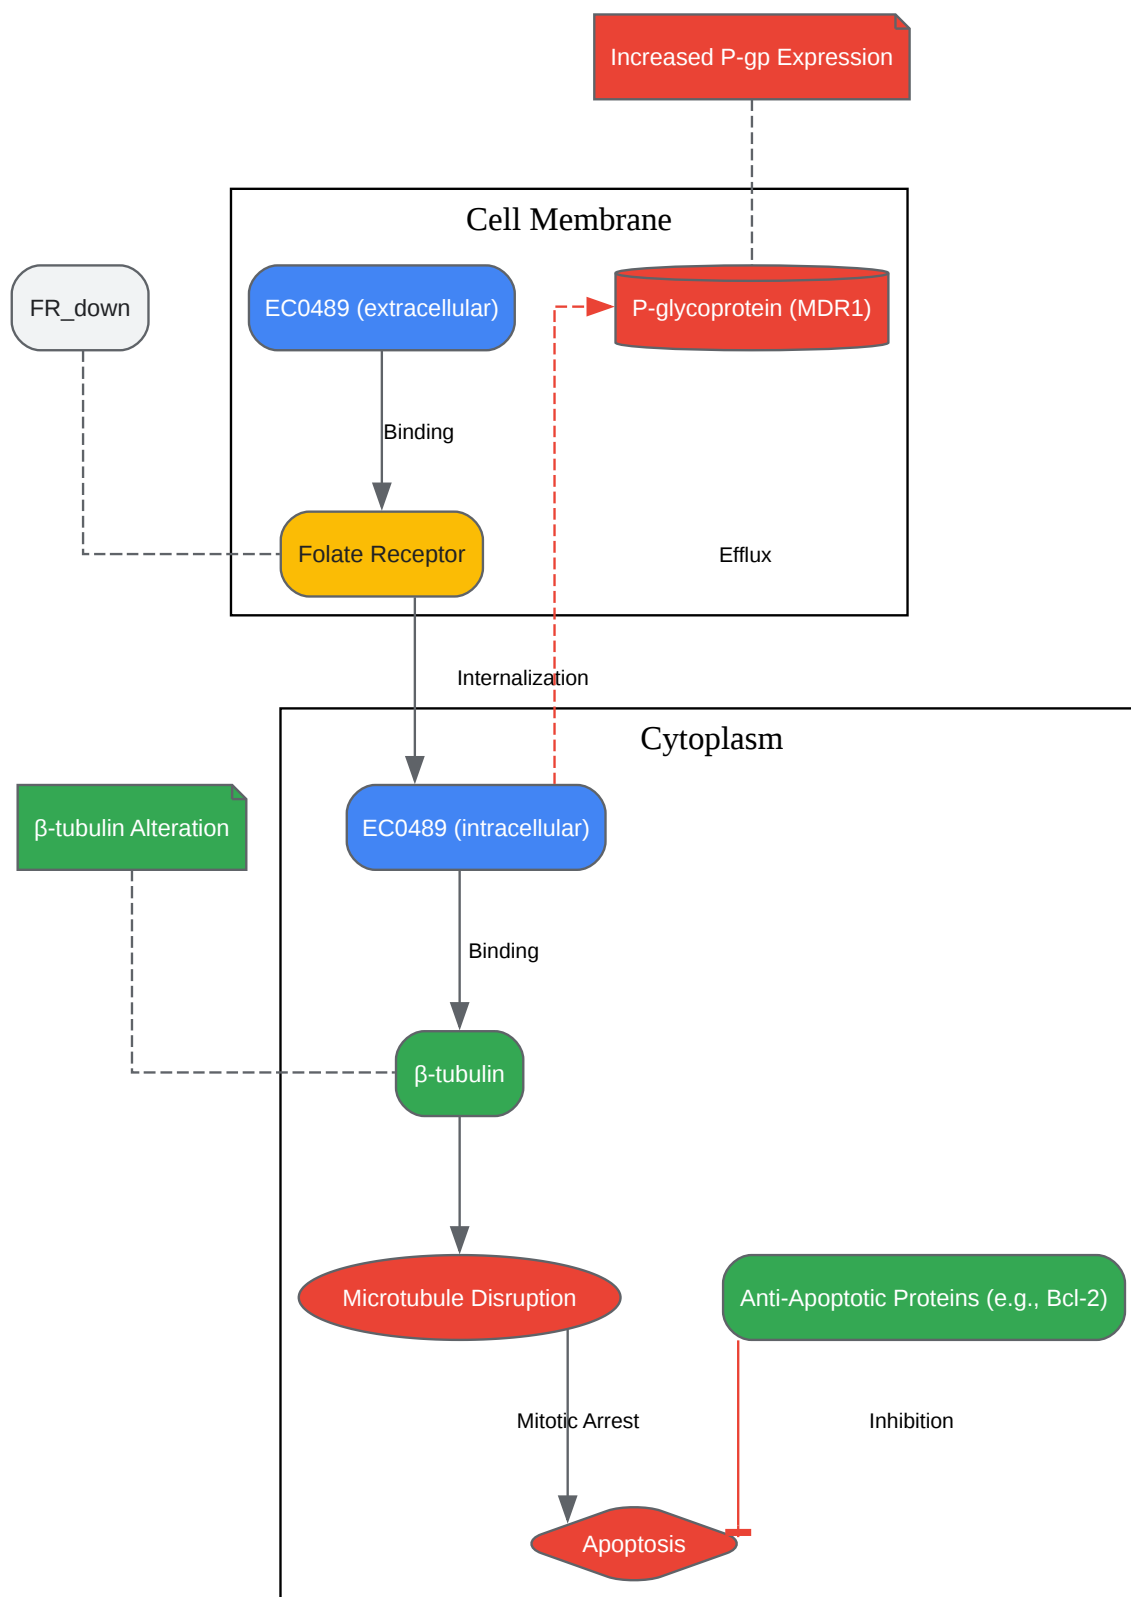 Increased P-gp Expression
Cell Membrane
FR_down
EC0489 (extracellular)
P-glycoprotein (MDR1)
Binding
Folate Receptor
Efflux
Internalization
Cytoplasm
β-tubulin Alteration
EC0489 (intracellular)
Binding
β-tubulin
Microtubule Disruption
Anti-Apoptotic Proteins (e.g., Bcl-2)
Mitotic Arrest
Inhibition
Apoptosis